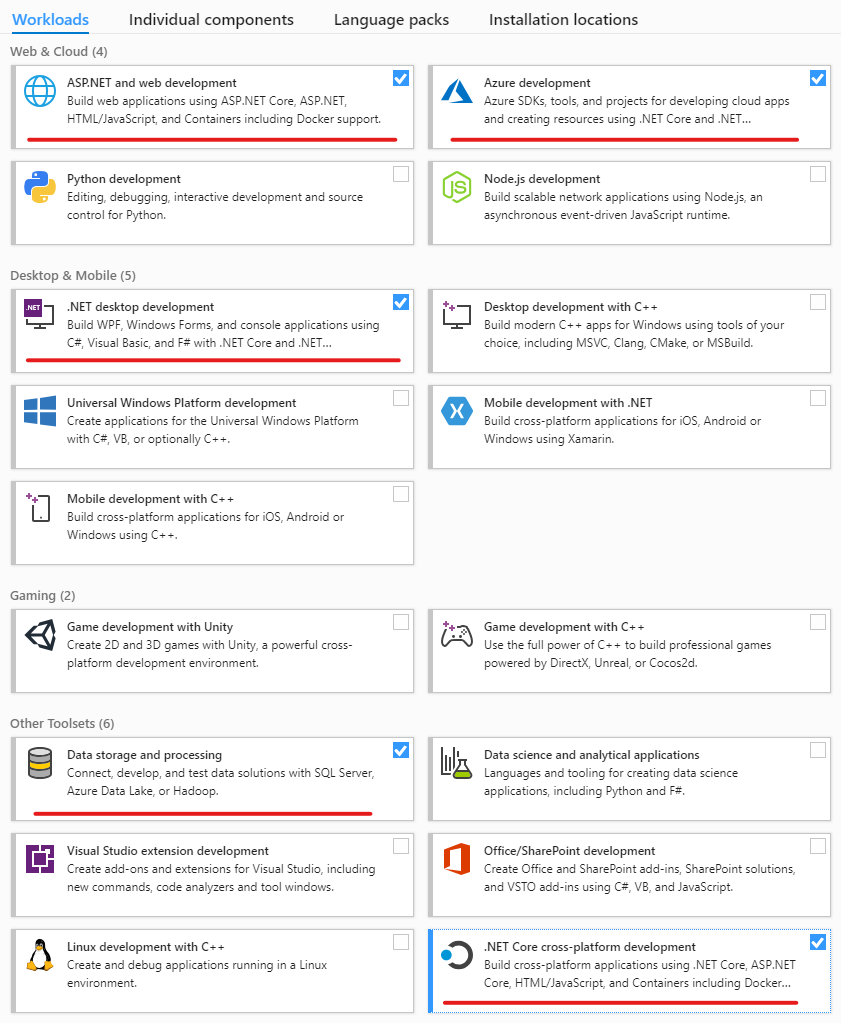 Workloads Individual components Language packs Installation locations
Web & Cloud (4)
ASP.NET and web development
Build web applications using ASP.NET Core, ASP.NET,
HTML/JavaScript, and Containers including Docker support.
Azure development
Azure SDKs, tools, and projects for developing cloud apps
and creating resources using .NET Core and .NET...
Python development
Editing, debugging, interactive development and source
control for Python.
JS
Node.js development
Build scalable network applications using Node.js, an
asynchronous event-driven JavaScript runtime.
Desktop & Mobile (5)
.NET
.NET desktop development
Build WPF, Windows Forms, and console applications using
C#, Visual Basic, and F# with .NET Core and .NET...
Desktop development with C++
Build modern C++ apps for Windows using tools of your
choice, including MSVC, Clang, CMake, or MSBuild.
Universal Windows Platform development
Create applications for the Universal Windows Platform
with C#, VB, or optionally C++.
Mobile development with .NET
Build cross-platform applications for iOS, Android or
Windows using Xamarin.
Mobile development with C++
Build cross-platform applications for iOS, Android or
Windows using C++.
Gaming (2)
Game development with Unity
Create 2D and 3D games with Unity, a powerful cross-
platform development environment.
Game development with C++
Use the full power of C++ to build professional games
powered by DirectX, Unreal, or Cocos2d.
Other Toolsets (6)
Data storage and processing
Connect, develop, and test data solutions with SQL Server,
Azure Data Lake, or Hadoop.
Data science and analytical applications
Languages and tooling for creating data science
applications, including Python and F#.
Visual Studio extension development
Create add-ons and extensions for Visual Studio, including
new commands, code analyzers and tool windows.
Office/SharePoint development
Create Office and SharePoint add-ins, SharePoint solutions,
and VSTO add-ins using C#, VB, and JavaScript.
Linux development with C++
Create and debug applications running in a Linux
environment.
.NET Core cross-platform development
Build cross-platform applications using .NET Core, ASP.NET
Core, HTML/JavaScript, and Containers including Docker...